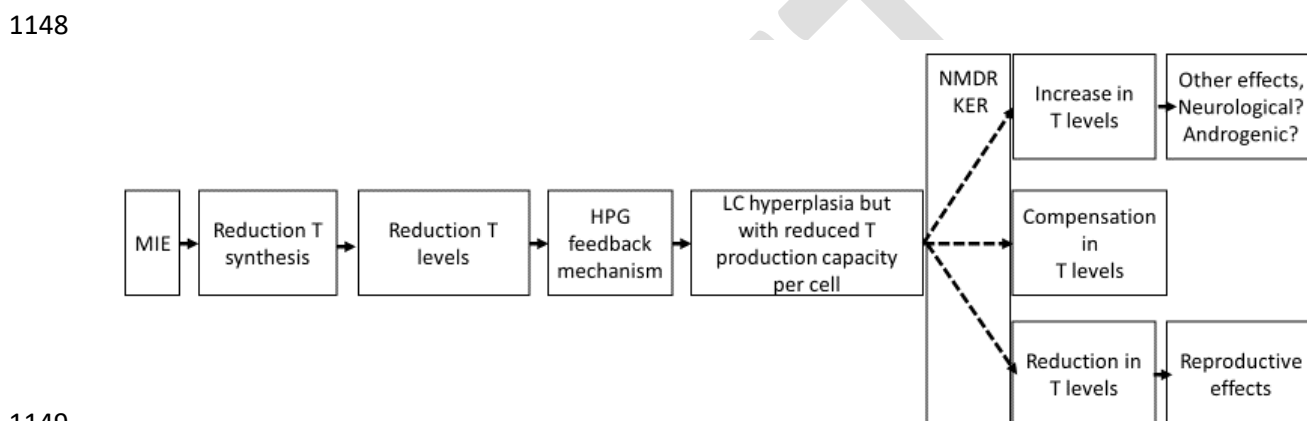 1148
NMDR
KER
Increase in
T levels
Other effects,
Neurological?
Androgenic?
MIE
Reduction T
synthesis
Reduction T
levels
HPG
feedback
mechanism
LC hyperplasia but
with reduced T
production capacity
per cell
Compensation
in
T levels
Reduction in
T levels
Reproductive
effects
1149